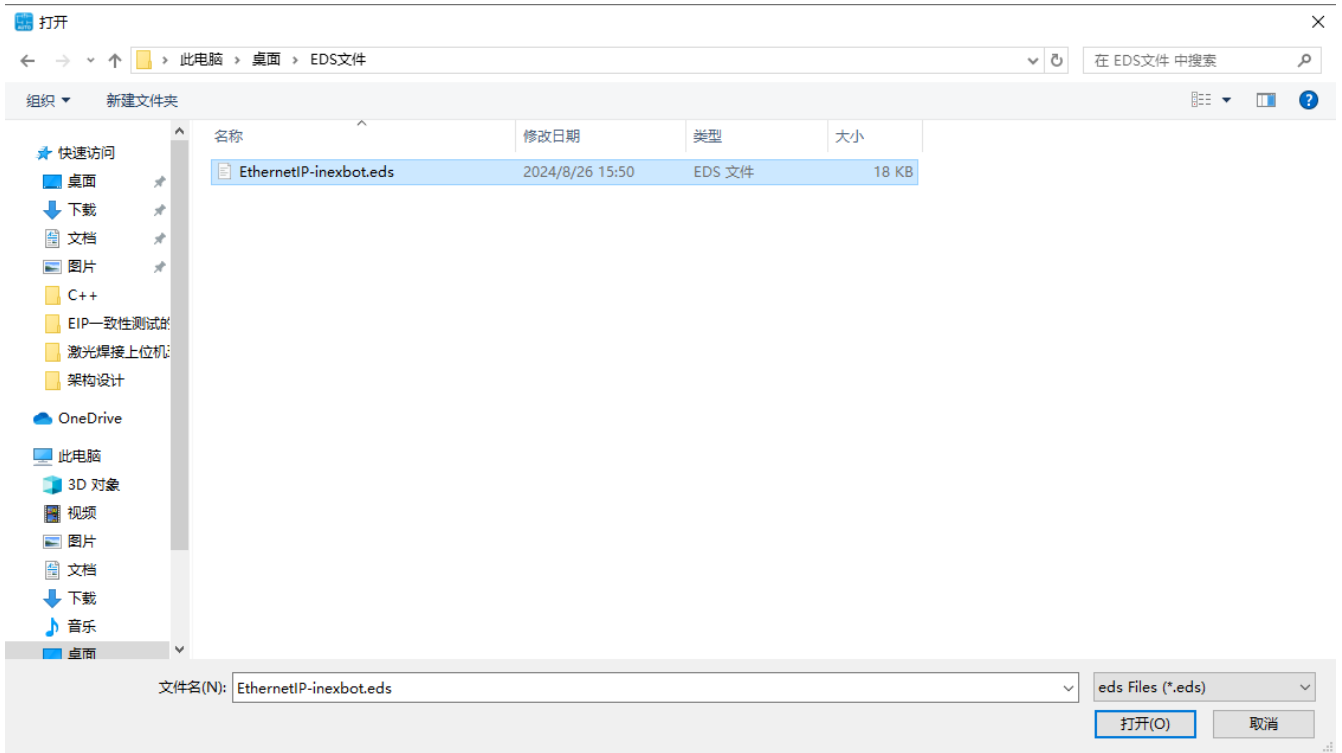 打开
此电脑 › 桌面 › EDS文件
在 EDS文件 中搜索
组织 新建文件夹
名称 修改日期 类型 大小
EthernetIP-inexbot.eds 2024/8/26 15:50 EDS 文件 18 KB
快速访问
桌面
下载
文档
图片
C++
EIP一致性测试的
激光焊接上位机
架构设计
OneDrive
此电脑
3D 对象
视频
图片
文档
下载
音乐
桌面
文件名(N): EthernetIP-inexbot.eds eds Files (*.eds)
打开(O) 取消